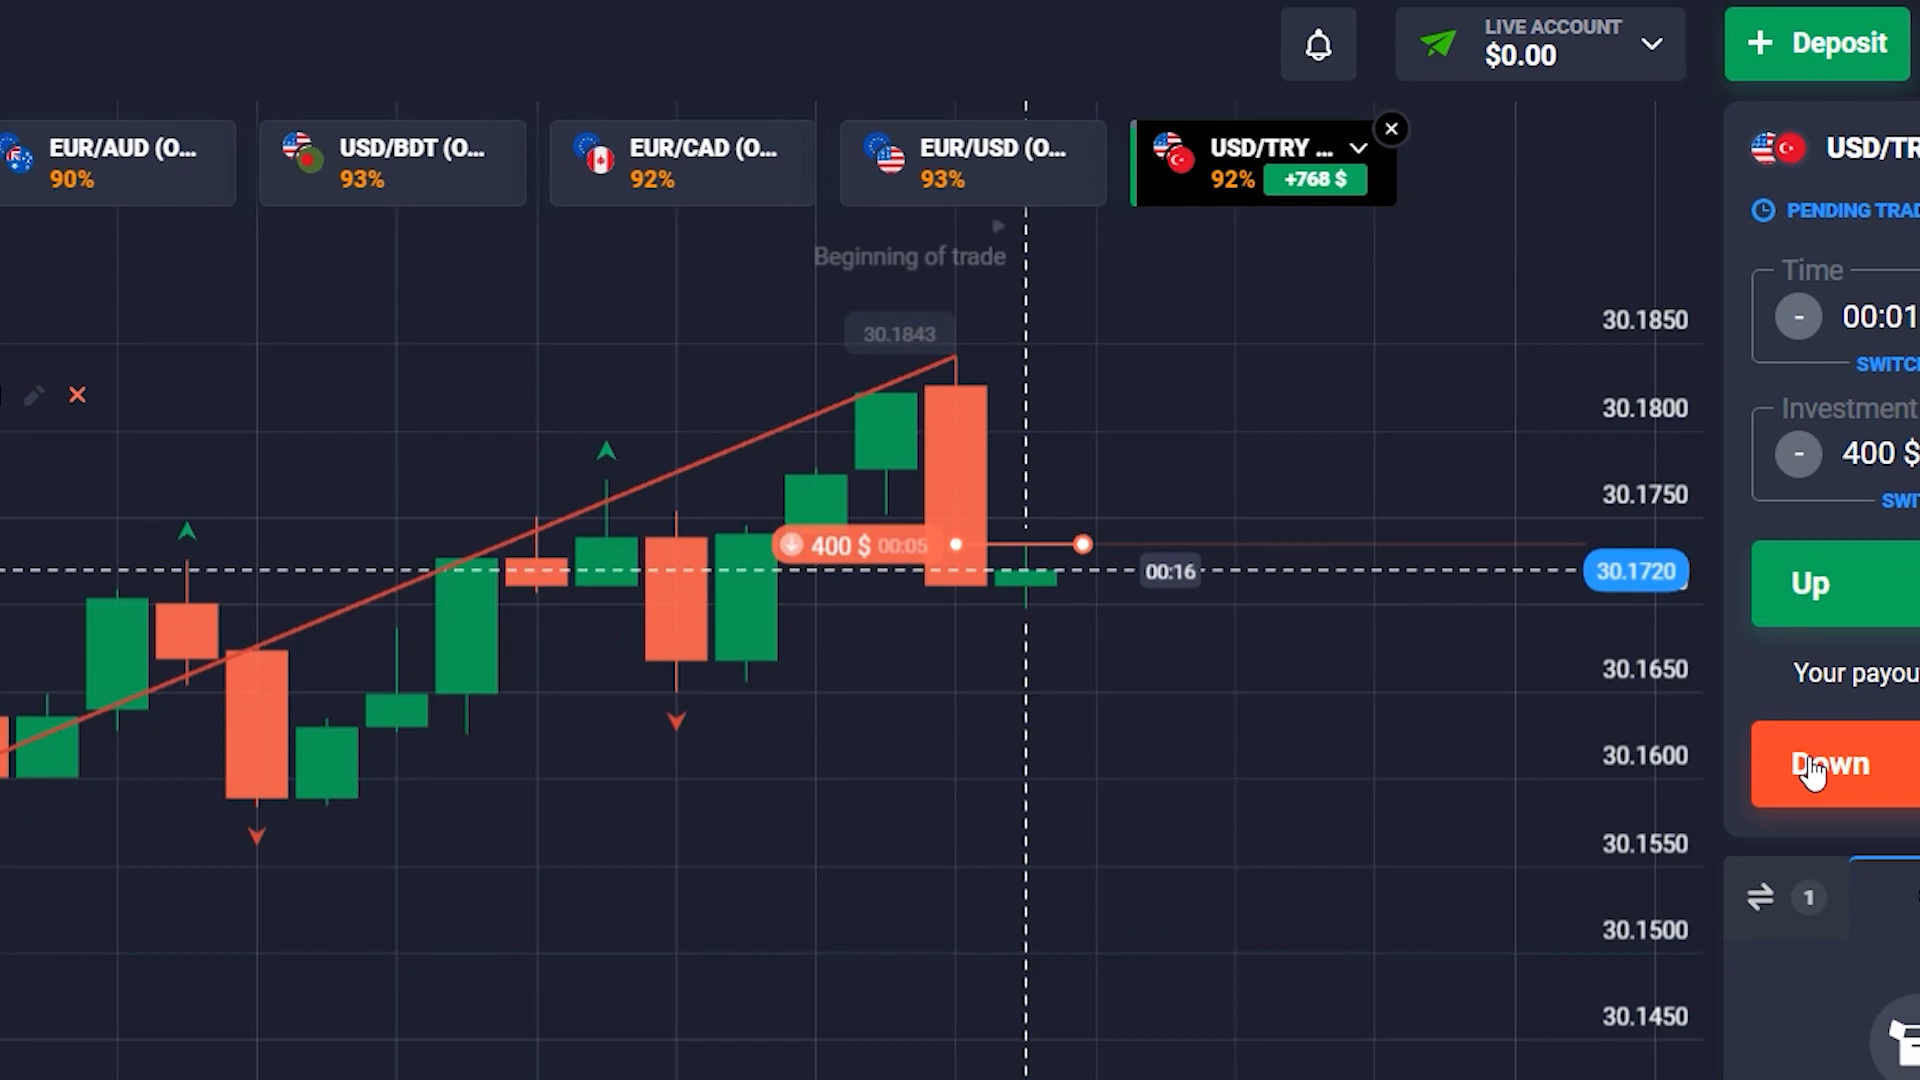 LIVE ACCOUNT
$0.00
+ Deposit
EUR/AUD (O...
90%
USD/BDT (O...
93%
EUR/CAD (O...
92%
EUR/USD (O...
93%
USD/TRY ...
92% +768 $
USD/TR
PENDING TRAD
Beginning of trade
Time
00:01
SWITCH
30.1850
30.1843
Investment
400 $
SWIT
30.1800
30.1750
400 $ 00:05
00:16
30.1720
Up
30.1650
Your payou
30.1600
Down
30.1550
1
30.1500
30.1450